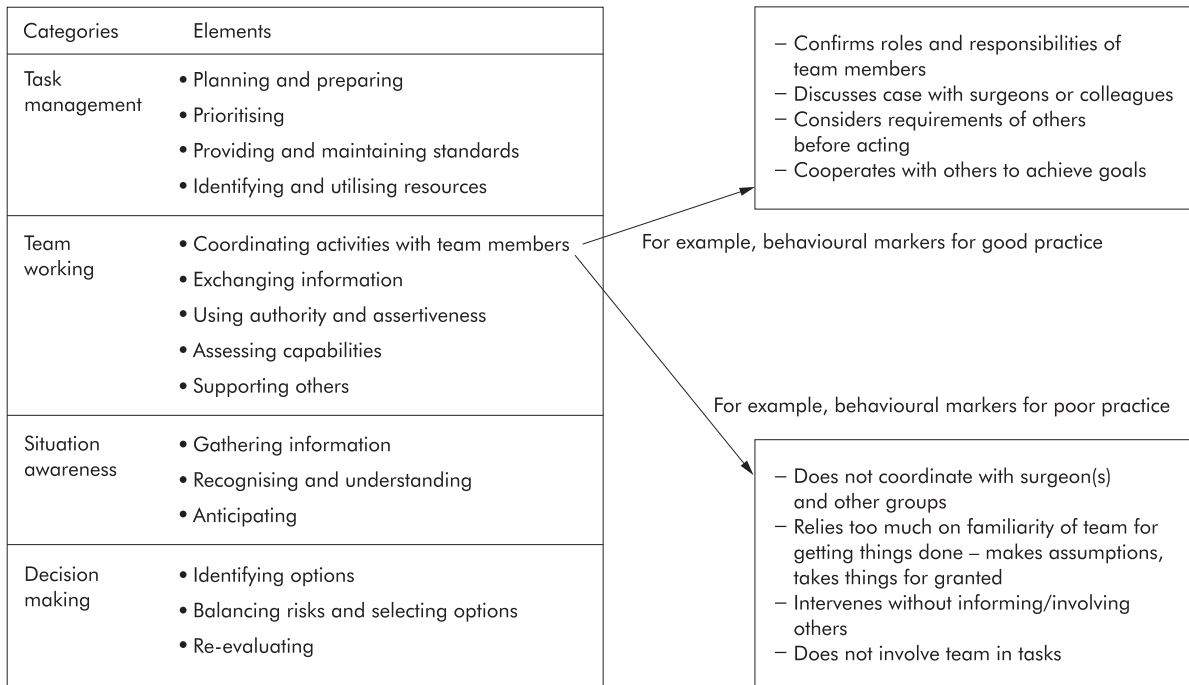 Categories Elements
Task
management
• Planning and preparing
• Prioritising
• Providing and maintaining standards
• Identifying and utilising resources
Team
working
• Coordinating activities with team members
• Exchanging information
• Using authority and assertiveness
• Assessing capabilities
• Supporting others
Situation
awareness
• Gathering information
• Recognising and understanding
• Anticipating
Decision
making
• Identifying options
• Balancing risks and selecting options
• Re-evaluating
– Confirms roles and responsibilities of
team members
– Discusses case with surgeons or colleagues
– Considers requirements of others
before acting
– Cooperates with others to achieve goals
For example, behavioural markers for good practice
For example, behavioural markers for poor practice
– Does not coordinate with surgeon(s)
and other groups
– Relies too much on familiarity of team for
getting things done – makes assumptions,
takes things for granted
– Intervenes without informing/involving
others
– Does not involve team in tasks